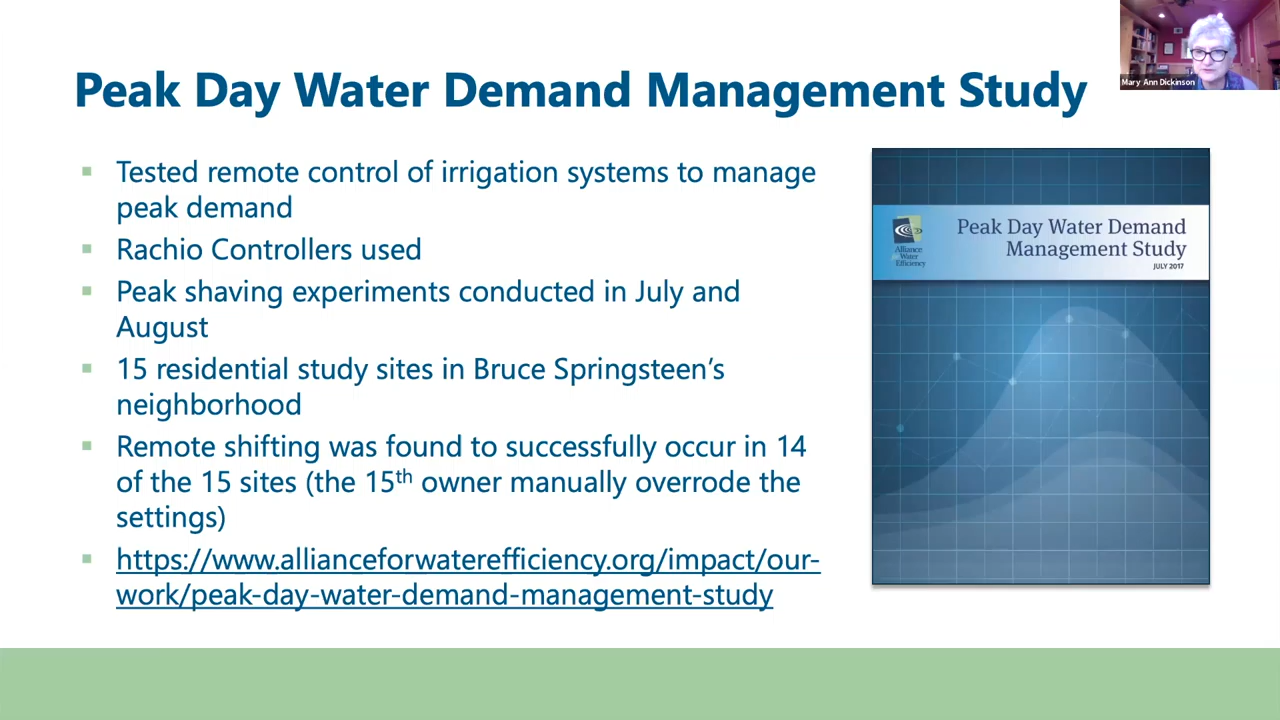 Peak Day Water Demand Management Study
Mary Ann Dickinson
▪ Tested remote control of irrigation systems to manage
peak demand
▪ Rachio Controllers used
▪ Peak shaving experiments conducted in July and
August
▪ 15 residential study sites in Bruce Springsteen’s
neighborhood
▪ Remote shifting was found to successfully occur in 14
of the 15 sites (the 15th owner manually overrode the
settings)
▪ https://www.allianceforwaterefficiency.org/impact/our-
work/peak-day-water-demand-management-study
Alliance
for
Water
Efficiency
Peak Day Water Demand
Management Study
JULY 2017